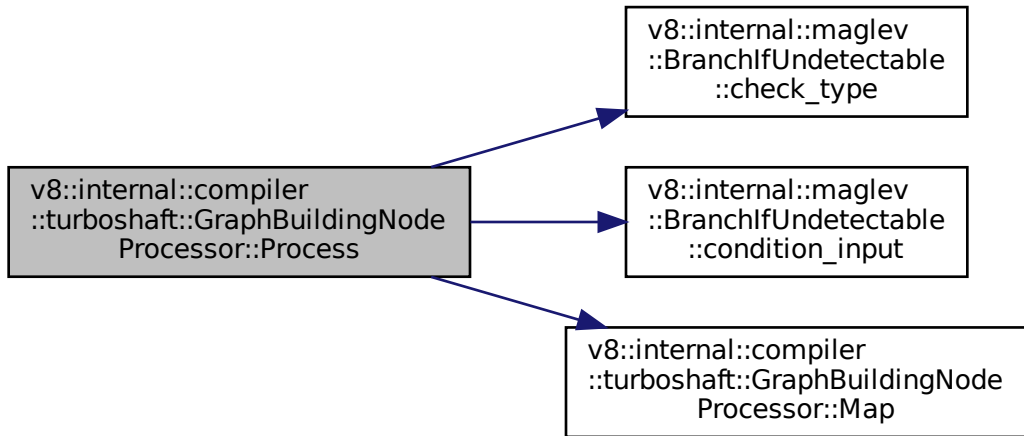 v8::internal::compiler
::turboshaft::GraphBuildingNode
Processor::Process
v8::internal::maglev
::BranchIfUndetectable
::check_type
v8::internal::maglev
::BranchIfUndetectable
::condition_input
v8::internal::compiler
::turboshaft::GraphBuildingNode
Processor::Map